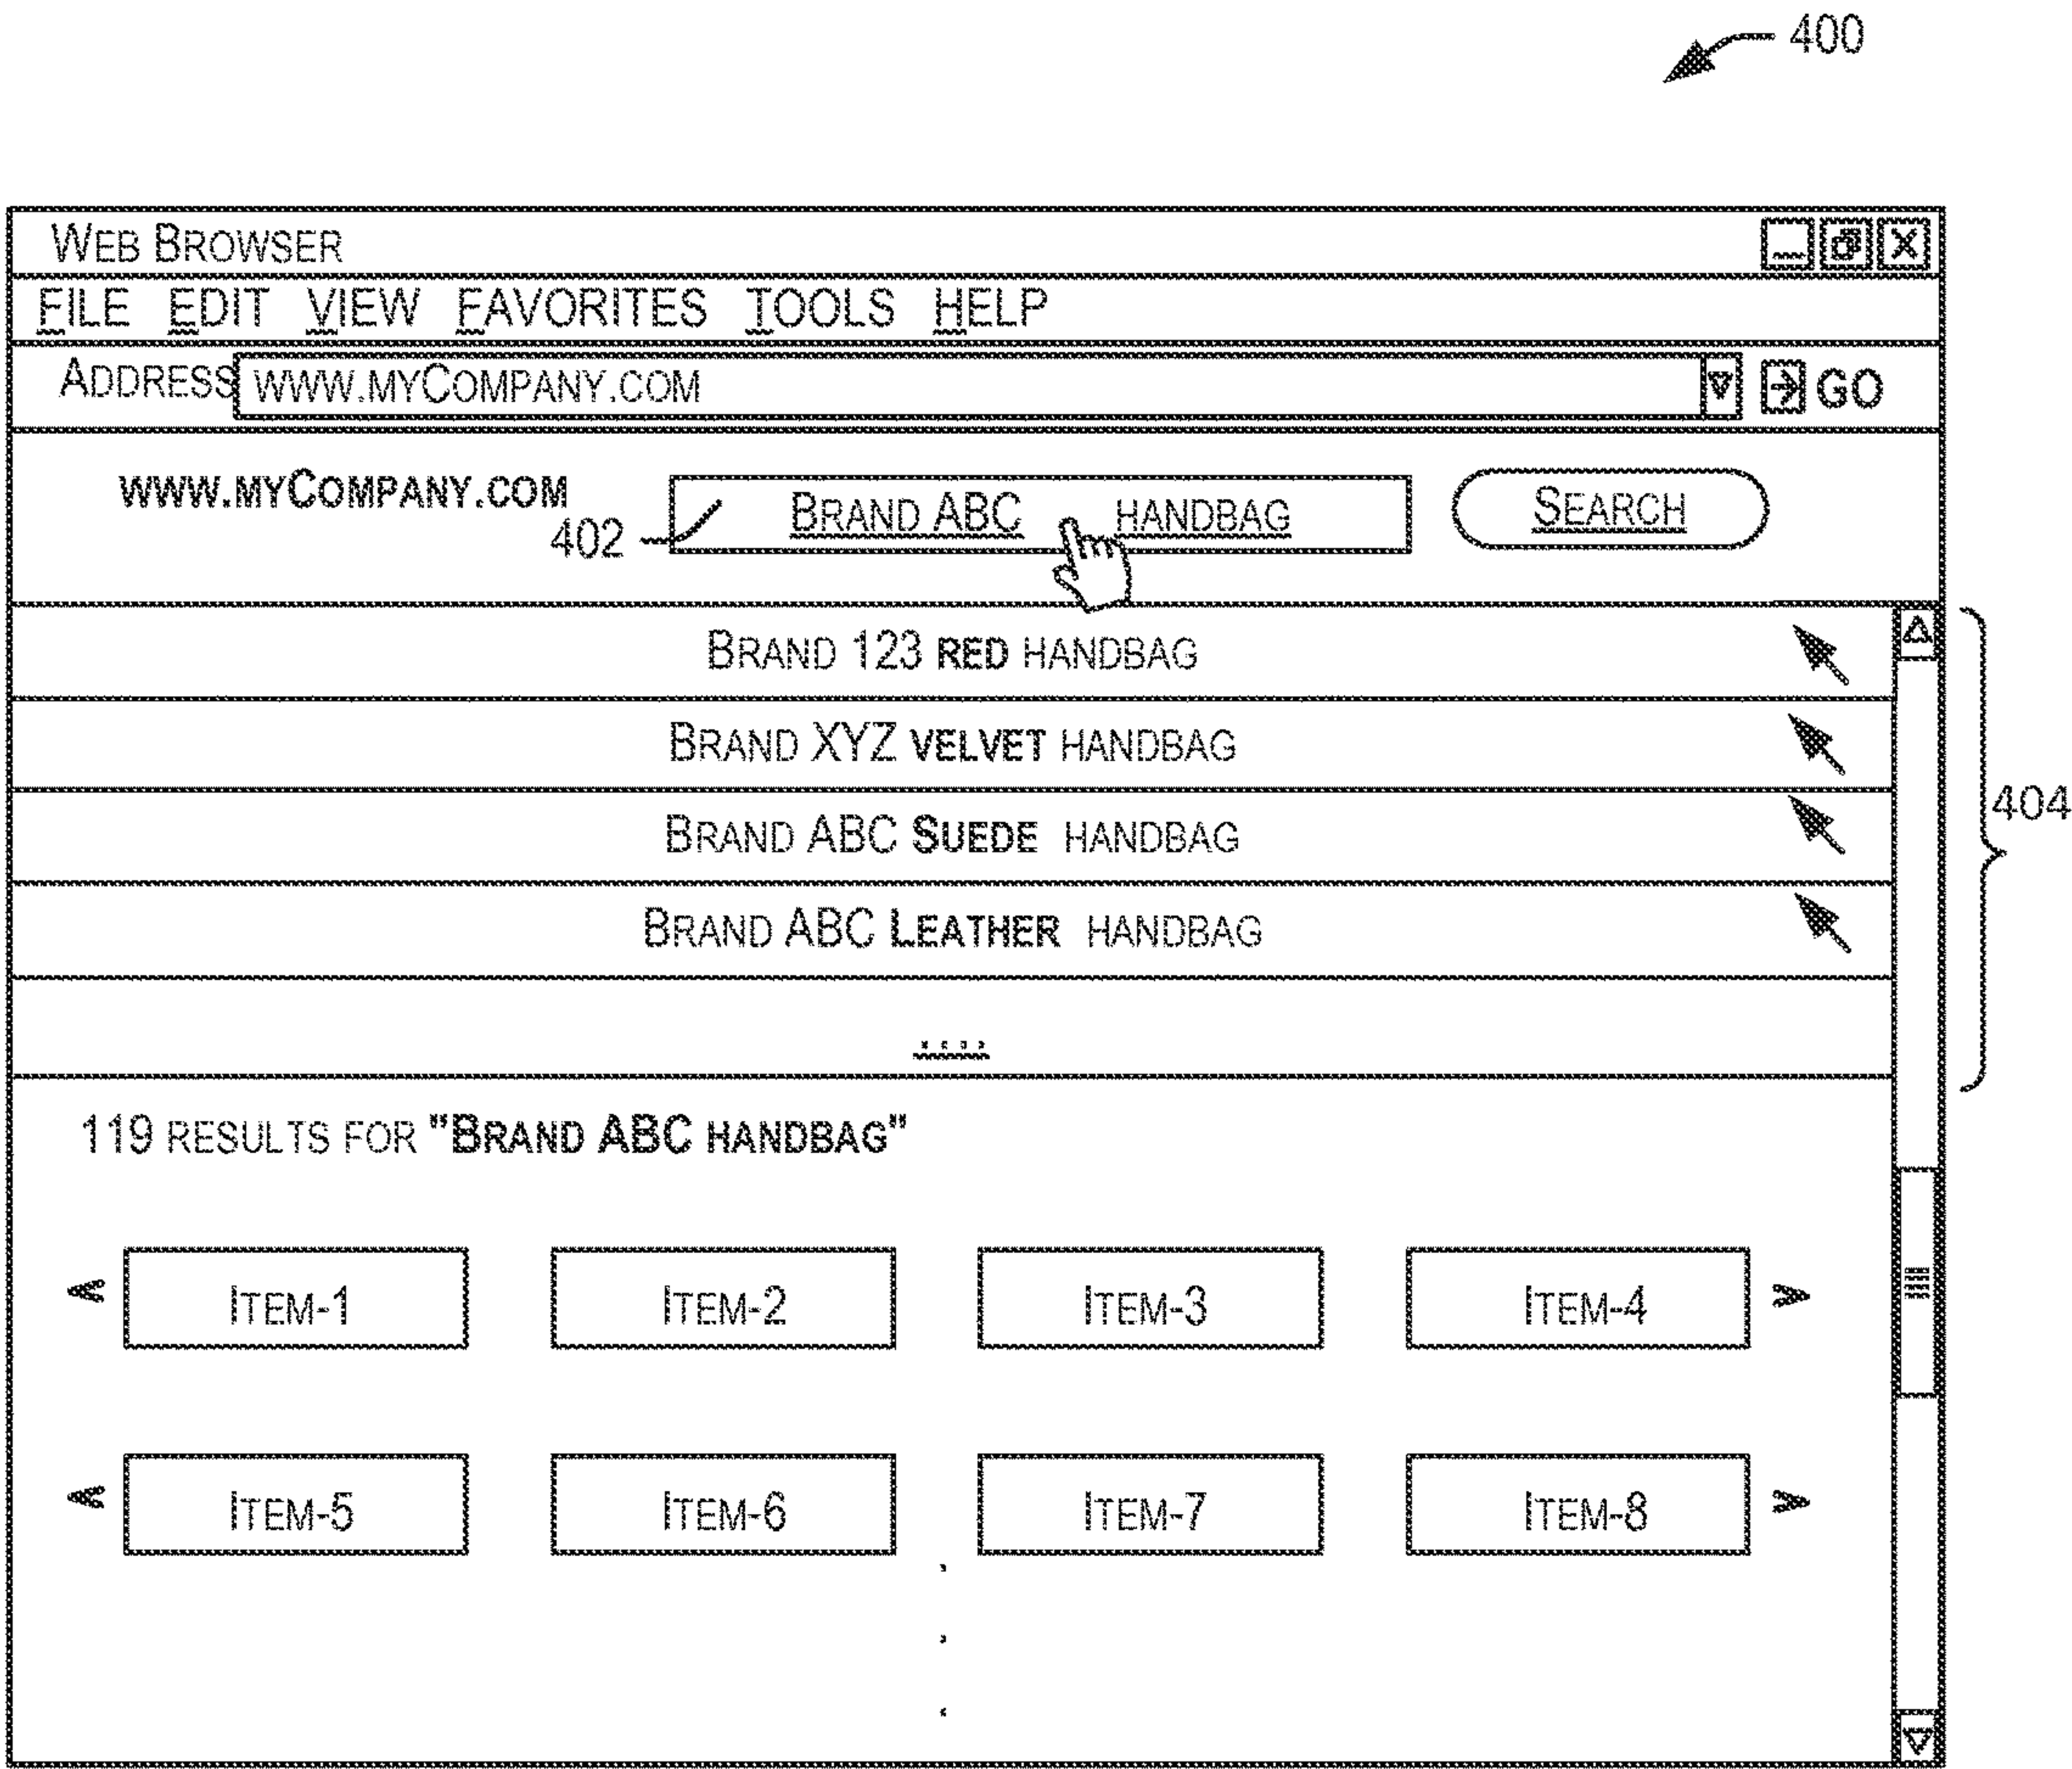 400
WEB BROWSER
FILE EDIT VIEW FAVORITES TOOLS HELP
ADDRESS WWW.MYCOMPANY.COM GO
WWW.MYCOMPANY.COM BRAND ABC HANDBAG SEARCH
402
BRAND 123 RED HANDBAG
BRAND XYZ VELVET HANDBAG
404
BRAND ABC SUEDE HANDBAG
BRAND ABC LEATHER HANDBAG
....
119 RESULTS FOR "BRAND ABC HANDBAG"
< ITEM-1 ITEM-2 ITEM-3 ITEM-4 >
< ITEM-5 ITEM-6 ITEM-7 ITEM-8 >